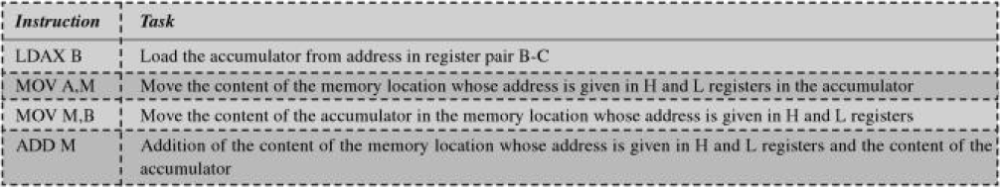 Instruction Task
LDAX B Load the accumulator from address in register pair B-C
MOV A,M Move the content of the memory location whose address is given in H and L registers in the accumulator
MOV M,B Move the content of the accumulator in the memory location whose address is given in H and L registers
ADD M Addition of the content of the memory location whose address is given in H and L registers and the content of the
accumulator